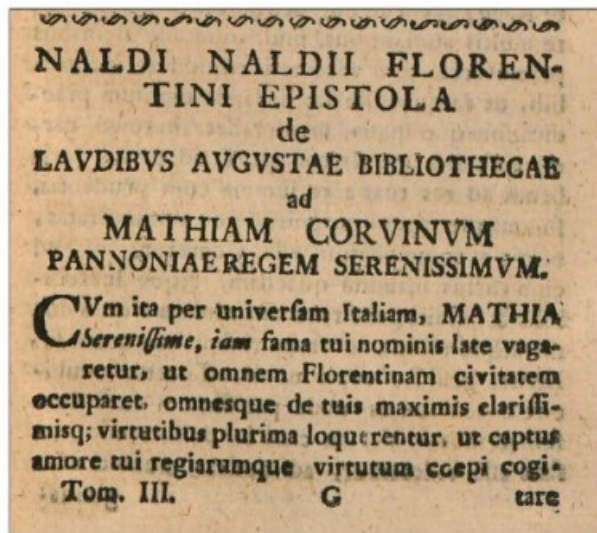 NALDI NALDII FLOREN-
TINI EPISTOLA
de
LAVDIBVS AVGVSTAE BIBLIOTHECAE
ad
MATHIAM CORVINVM
PANNONIAE REGEM SERENISSIMVM.
CVm ita per universam Italiam, MATHIA
Sereniſſime, iam fama tui nominis late vaga-
retur, ut omnem Florentinam civitatem
occuparet, omnesque de tuis maximis clariſſi-
misq; virtutibus plurima loquerentur, ut captus
amore tui regiarumque virtutum coepi cogi-
Tom. III. G tare